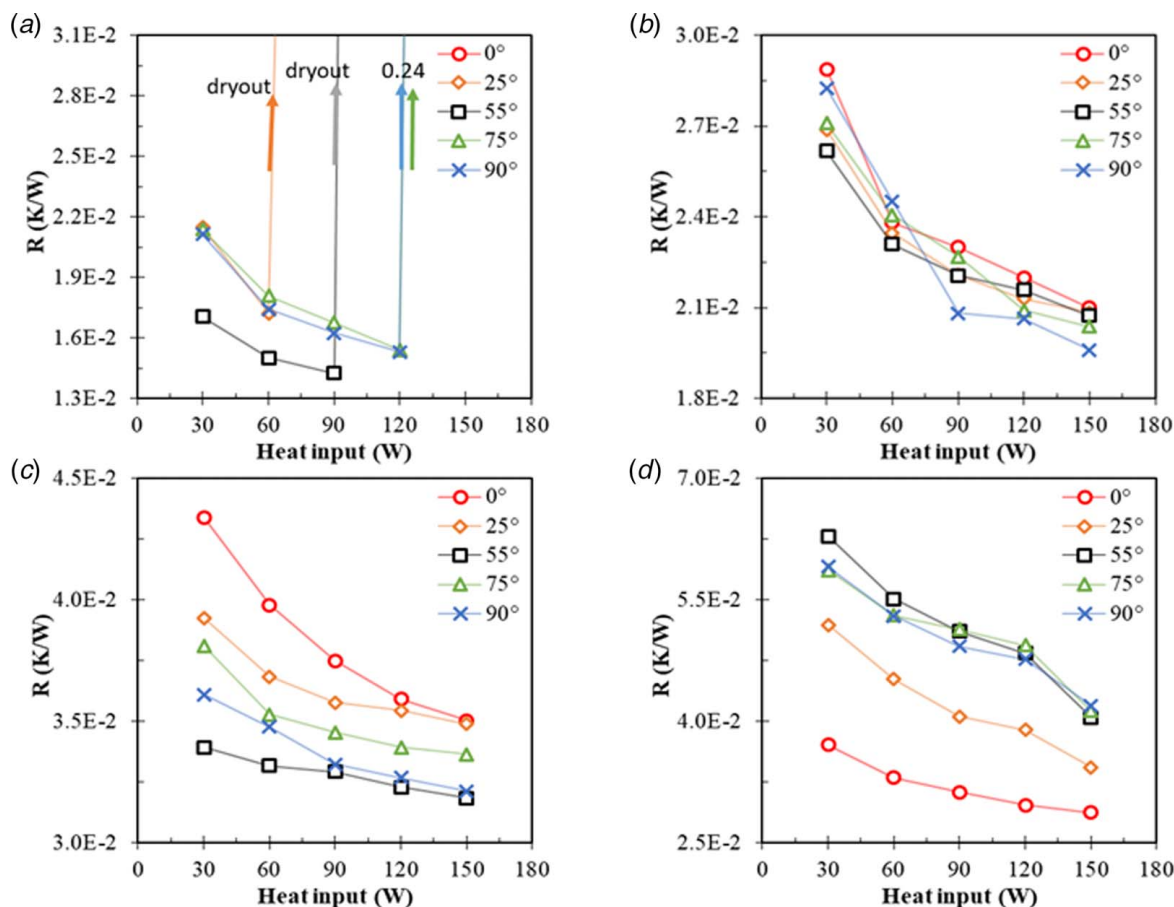 (a)
3.1E-2
2.8E-2
2.5E-2
2.2E-2
1.9E-2
1.6E-2
1.3E-2
R (K/W)
dryout
dryout
0.24
0°
25°
55°
75°
90°
0 30 60 90 120 150 180
Heat input (W)
(b)
3.0E-2
2.7E-2
2.4E-2
2.1E-2
1.8E-2
R (K/W)
0°
25°
55°
75°
90°
0 30 60 90 120 150 180
Heat input (W)
(c)
4.5E-2
4.0E-2
3.5E-2
3.0E-2
R (K/W)
0°
25°
55°
75°
90°
0 30 60 90 120 150 180
Heat input (W)
(d)
7.0E-2
5.5E-2
4.0E-2
2.5E-2
R (K/W)
0°
25°
55°
75°
90°
0 30 60 90 120 150 180
Heat input (W)